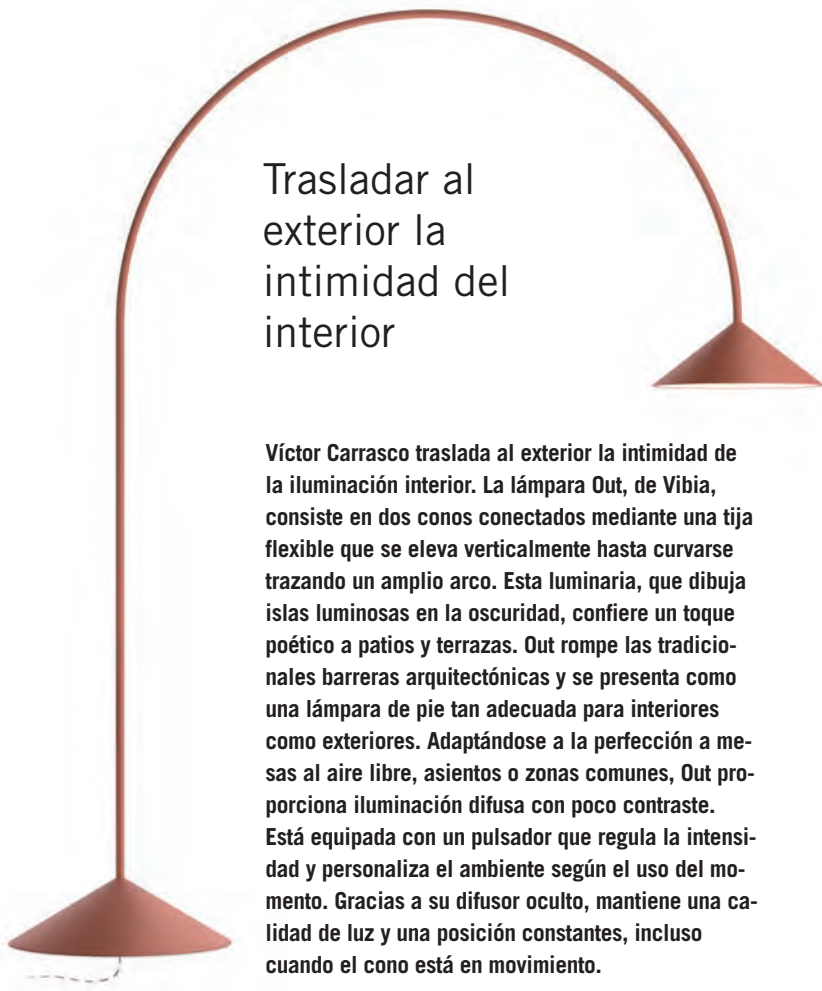 Trasladar al
exterior la
intimidad del
interior
Víctor Carrasco traslada al exterior la intimidad de
la iluminación interior. La lámpara Out, de Vibia,
consiste en dos conos conectados mediante una tija
flexible que se eleva verticalmente hasta curvarse
trazando un amplio arco. Esta luminaria, que dibuja
islas luminosas en la oscuridad, confiere un toque
poético a patios y terrazas. Out rompe las tradicio-
nales barreras arquitectónicas y se presenta como
una lámpara de pie tan adecuada para interiores
como exteriores. Adaptándose a la perfección a me-
sas al aire libre, asientos o zonas comunes, Out pro-
porciona iluminación difusa con poco contraste.
Está equipada con un pulsador que regula la intensi-
dad y personaliza el ambiente según el uso del mo-
mento. Gracias a su difusor oculto, mantiene una ca-
lidad de luz y una posición constantes, incluso
cuando el cono está en movimiento.